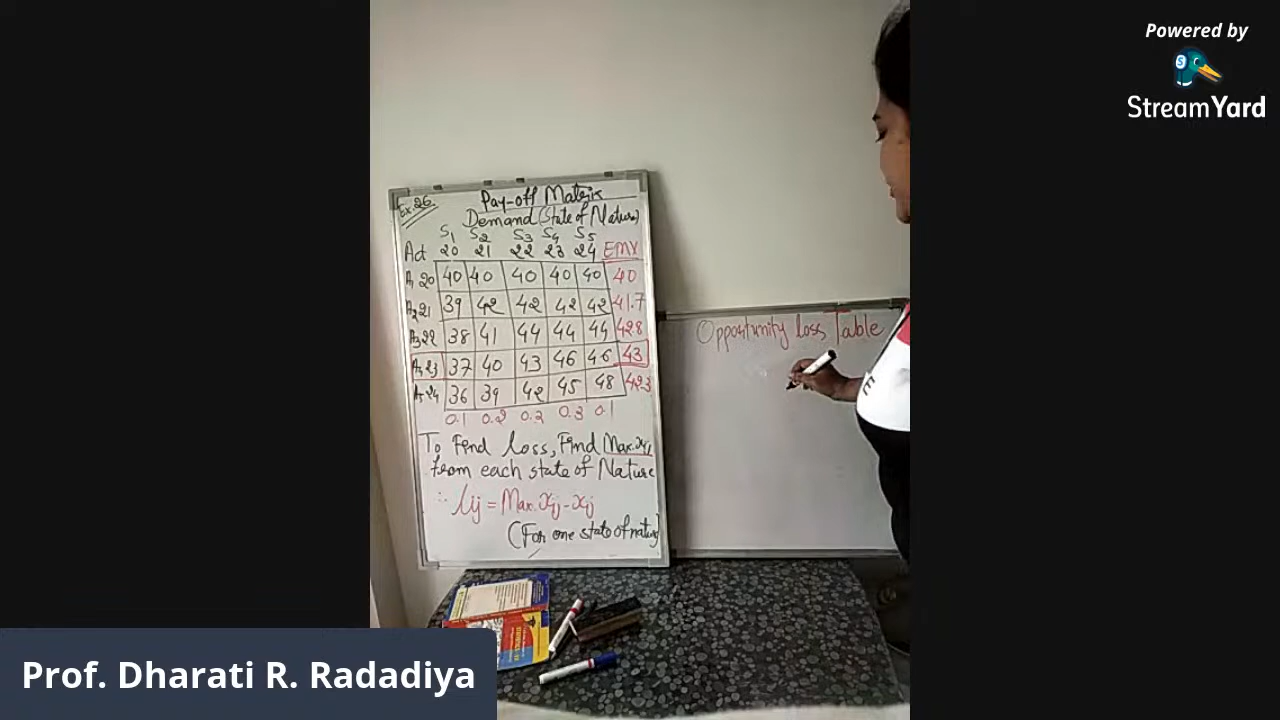 Powered by
StreamYard
Ex.26
Pay-off Matrix
Demand (State of Nature)
S1 S2 S3 S4 S5
Act 20 21 22 23 24 EMV
A1 20 40 40 40 40 40 40
A2 21 39 42 42 42 42 41.7
A3 22 38 41 44 44 44 42.8
A4 23 37 40 43 46 46 43
A5 24 36 39 42 45 48 42.3
0.1 0.2 0.3 0.3 0.1
To Find loss, Find Max. xij
from each state of Nature
∴ lij = Max. xij - xij
(For one state of nature)
Opportunity loss Table
Prof. Dharati R. Radadiya